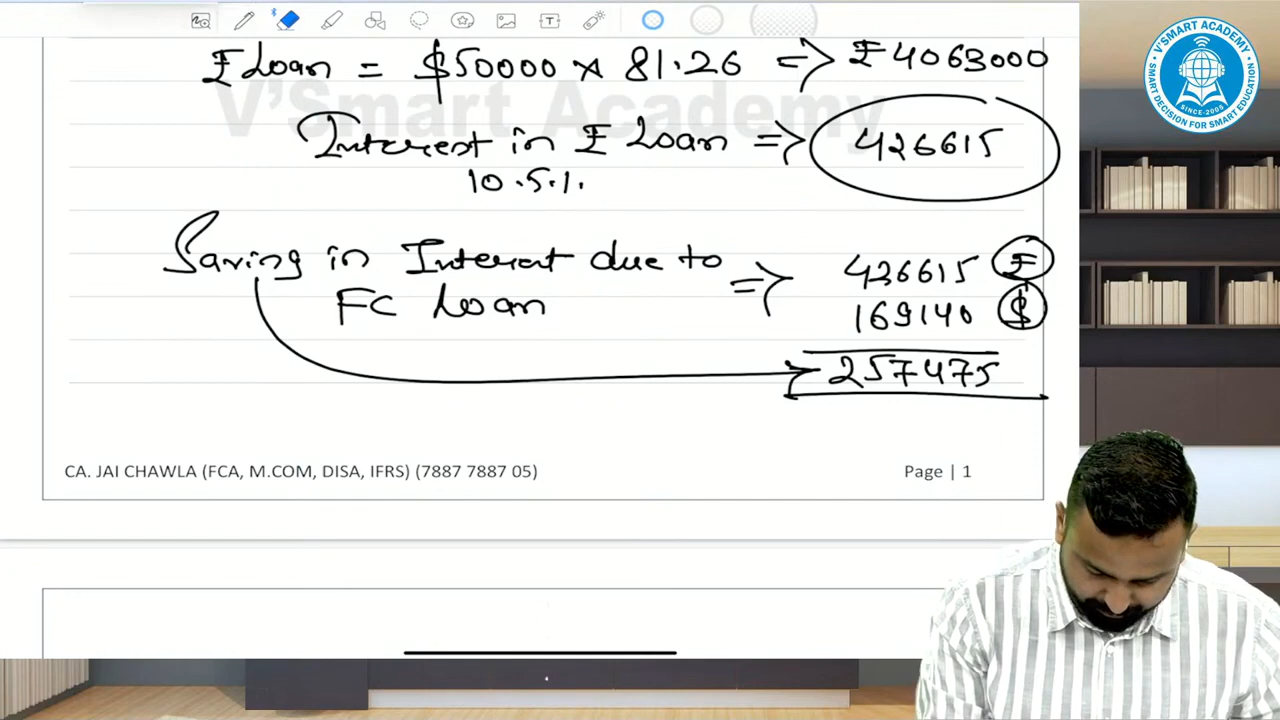 ₹ Loan = $50000 × 81.26 => ₹4063000
V'Smart Academy
Interest in ₹ Loan => 426615
10.5%
Saving in Interest due to FC Loan => 426615 ₹
169140 $
257475
CA. JAI CHAWLA (FCA, M.COM, DISA, IFRS) (7887 7887 05)
Page | 1
V'SMART ACADEMY
SINCE-2005
SMART DECISION FOR SMART EDUCATION